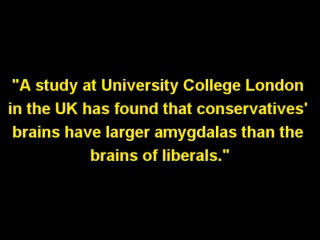 "A study at University College London
in the UK has found that conservatives'
brains have larger amygdalas than the
brains of liberals."